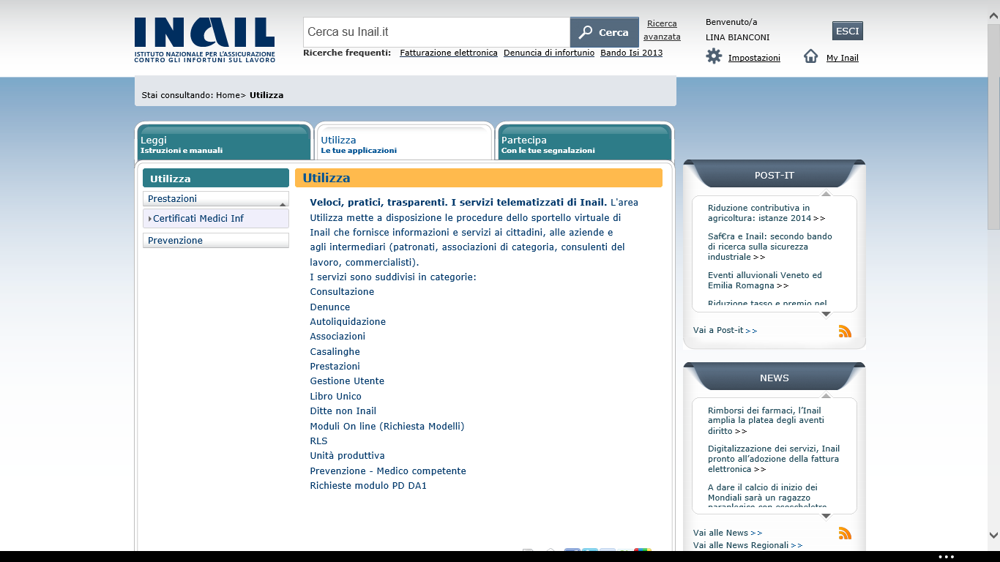 INAIL
ISTITUTO NAZIONALE PER L'ASSICURAZIONE
CONTRO GLI INFORTUNI SUL LAVORO
Cerca su Inail.it
Cerca
Ricerca
avanzata
Ricerche frequenti: Fatturazione elettronica Denuncia di infortunio Bando Isi 2013
Benvenuto/a
LINA BIANCONI
ESCI
Impostazioni
My Inail
Stai consultando: Home> Utilizza
Leggi
Istruzioni e manuali
Utilizza
Le tue applicazioni
Partecipa
Con le tue segnalazioni
Utilizza
Prestazioni
Certificati Medici Inf
Prevenzione
Utilizza
Veloci, pratici, trasparenti. I servizi telematizzati di Inail. L'area
Utilizza mette a disposizione le procedure dello sportello virtuale di
Inail che fornisce informazioni e servizi ai cittadini, alle aziende e
agli intermediari (patronati, associazioni di categoria, consulenti del
lavoro, commercialisti).
I servizi sono suddivisi in categorie:
Consultazione
Denunce
Autoliquidazione
Associazioni
Casalinghe
Prestazioni
Gestione Utente
Libro Unico
Ditte non Inail
Moduli On line (Richiesta Modelli)
RLS
Unità produttiva
Prevenzione - Medico competente
Richieste modulo PD DA1
POST-IT
Riduzione contributiva in
agricoltura: istanze 2014 >>
Saf€ra e Inail: secondo bando
di ricerca sulla sicurezza
industriale >>
Eventi alluvionali Veneto ed
Emilia Romagna >>
Riduzione tasso e premio nel
Vai a Post-it >>
NEWS
Rimborsi dei farmaci, l'Inail
amplia la platea degli aventi
diritto >>
Digitalizzazione dei servizi, Inail
pronto all'adozione della fattura
elettronica >>
A dare il calcio di inizio dei
Mondiali sarà un ragazzo
paraplegico con esoscheletro
Vai alle News >>
Vai alle News Regionali >>